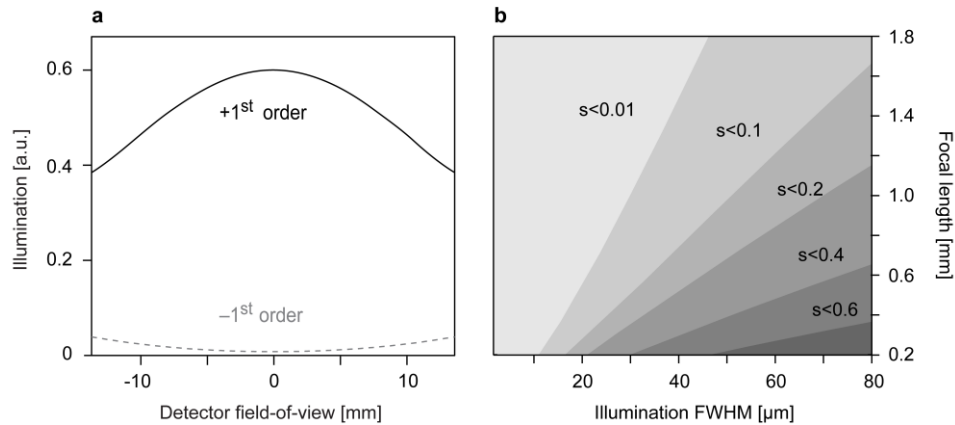 a
Illumination [a.u.]
0.6
0.4
0.2
0
+1st order
–1st order
-10
0
10
Detector field-of-view [mm]
b
s<0.01
s<0.1
s<0.2
s<0.4
s<0.6
1.8
1.4
1.0
0.6
0.2
Focal length [mm]
20
40
60
80
Illumination FWHM [µm]